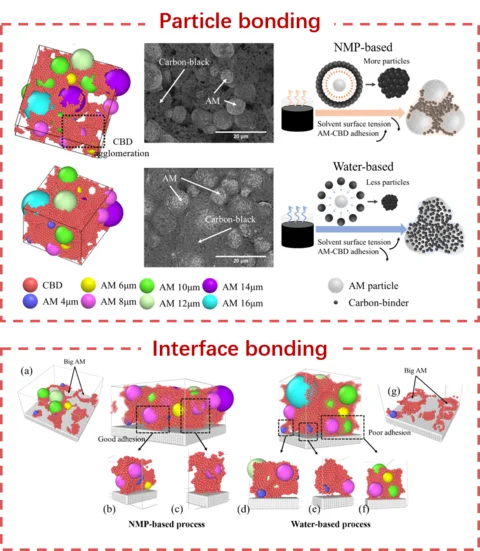 Particle bonding
CBD
agglomeration
Carbon-black
AM
20 μm
NMP-based
More particles
Solvent surface tension
AM-CBD adhesion
AM
Carbon-black
20 μm
Water-based
Less particles
Solvent surface tension
AM-CBD adhesion
CBD
AM 6μm
AM 10μm
AM 14μm
AM 4μm
AM 8μm
AM 12μm
AM 16μm
AM particle
Carbon-binder
Interface bonding
(a)
Big AM
Good adhesion
(b)
(c)
NMP-based process
Poor adhesion
(d)
(e)
(f)
Water-based process
(g)
Big AM